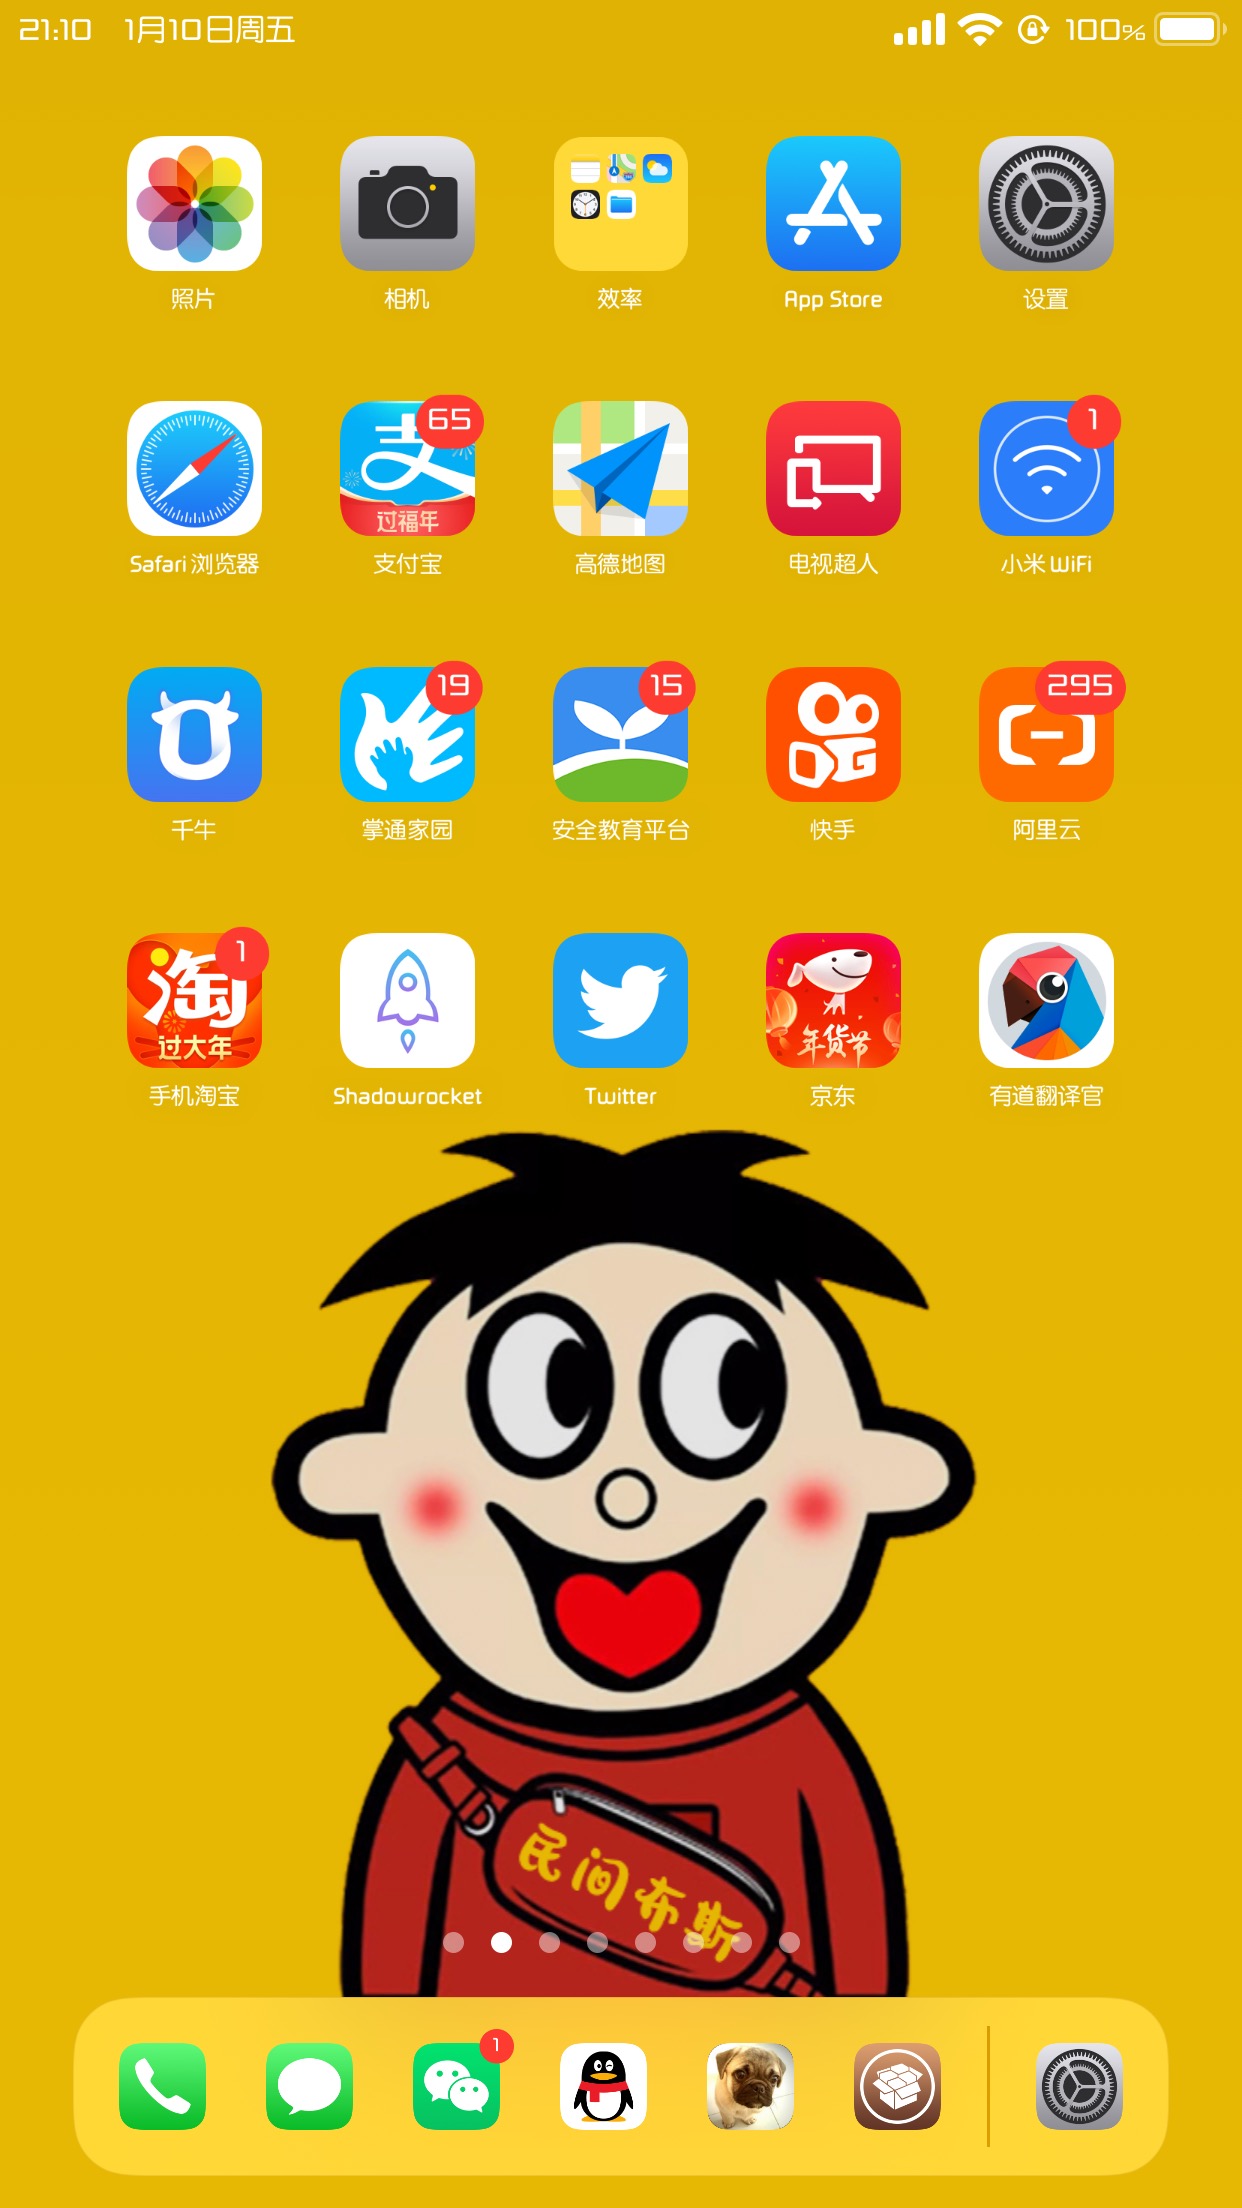 21:10 1月10日周五 100%
照片 相机 效率 App Store 设置
65 1
过福年
Safari 浏览器 支付宝 高德地图 电视超人 小米 WiFi
19 15 295
千牛 掌通家园 安全教育平台 快手 阿里云
1
淘
过大年 年货节
手机淘宝 Shadowrocket Twitter 京东 有道翻译官
民间布斯
1